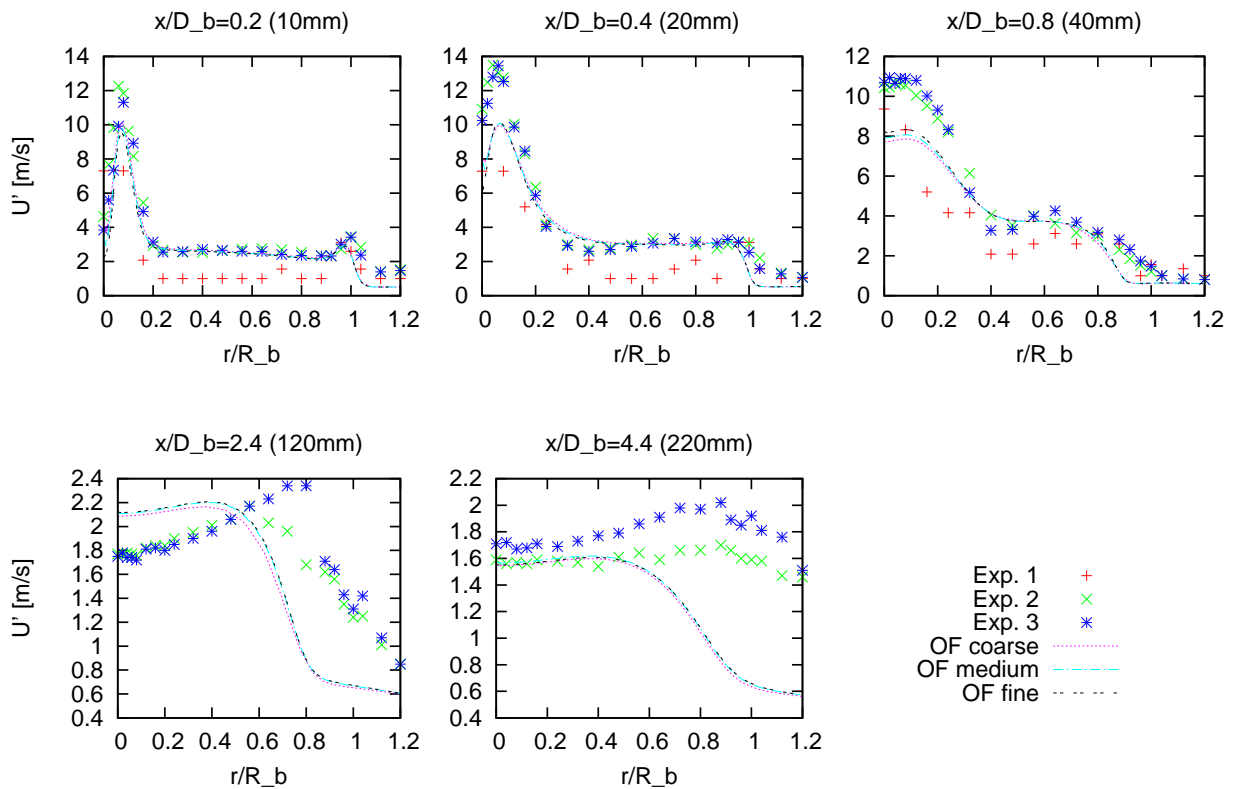 x/D_b=0.2 (10mm)
x/D_b=0.4 (20mm)
x/D_b=0.8 (40mm)
U' [m/s]
14
12
10
8
6
4
2
0
0 0.2 0.4 0.6 0.8 1 1.2
r/R_b
14
12
10
8
6
4
2
0
0 0.2 0.4 0.6 0.8 1 1.2
r/R_b
12
10
8
6
4
2
0
0 0.2 0.4 0.6 0.8 1 1.2
r/R_b
x/D_b=2.4 (120mm)
x/D_b=4.4 (220mm)
U' [m/s]
2.4
2.2
2
1.8
1.6
1.4
1.2
1
0.8
0.6
0.4
0 0.2 0.4 0.6 0.8 1 1.2
r/R_b
2.2
2
1.8
1.6
1.4
1.2
1
0.8
0.6
0.4
0 0.2 0.4 0.6 0.8 1 1.2
r/R_b
Exp. 1
Exp. 2
Exp. 3
OF coarse
OF medium
OF fine